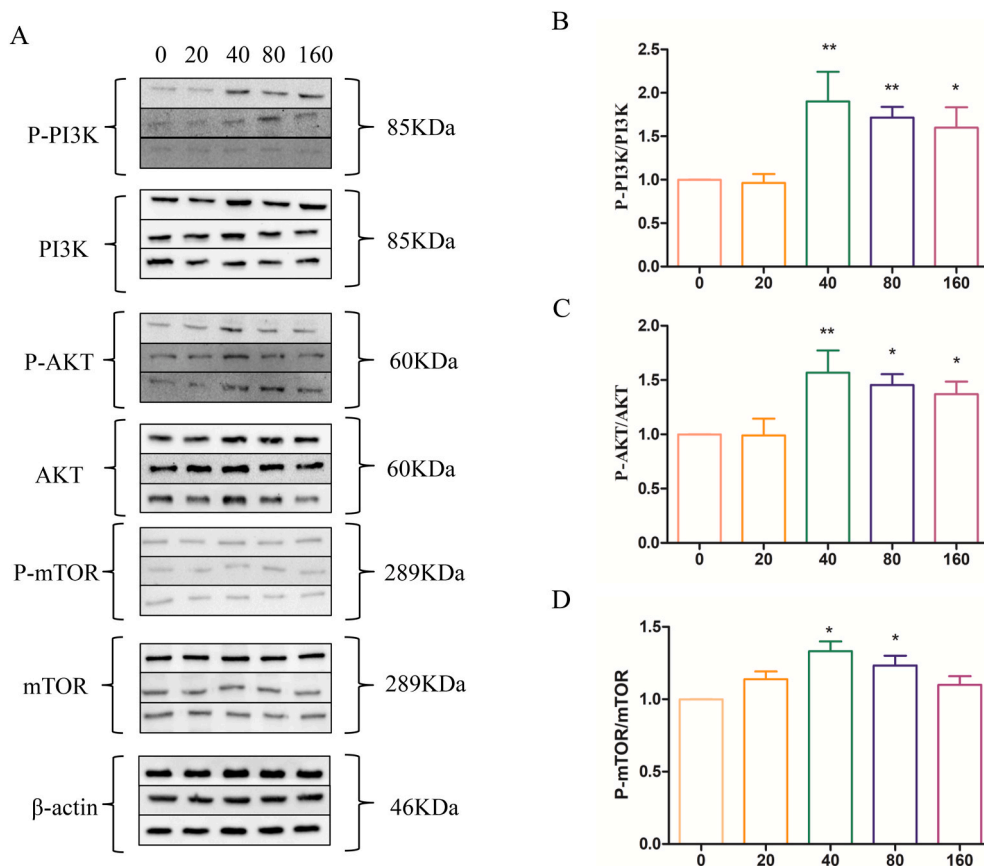 A
0 20 40 80 160
P-PI3K
85KDa
PI3K
85KDa
P-AKT
60KDa
AKT
60KDa
P-mTOR
289KDa
mTOR
289KDa
β-actin
46KDa
B
P-PI3K/PI3K
2.5
2.0
1.5
1.0
0.5
0.0
** ** *
0 20 40 80 160
C
P-AKT/AKT
2.0
1.5
1.0
0.5
0.0
** * *
0 20 40 80 160
D
P-mTOR/mTOR
1.5
1.0
0.5
0.0
* *
0 20 40 80 160